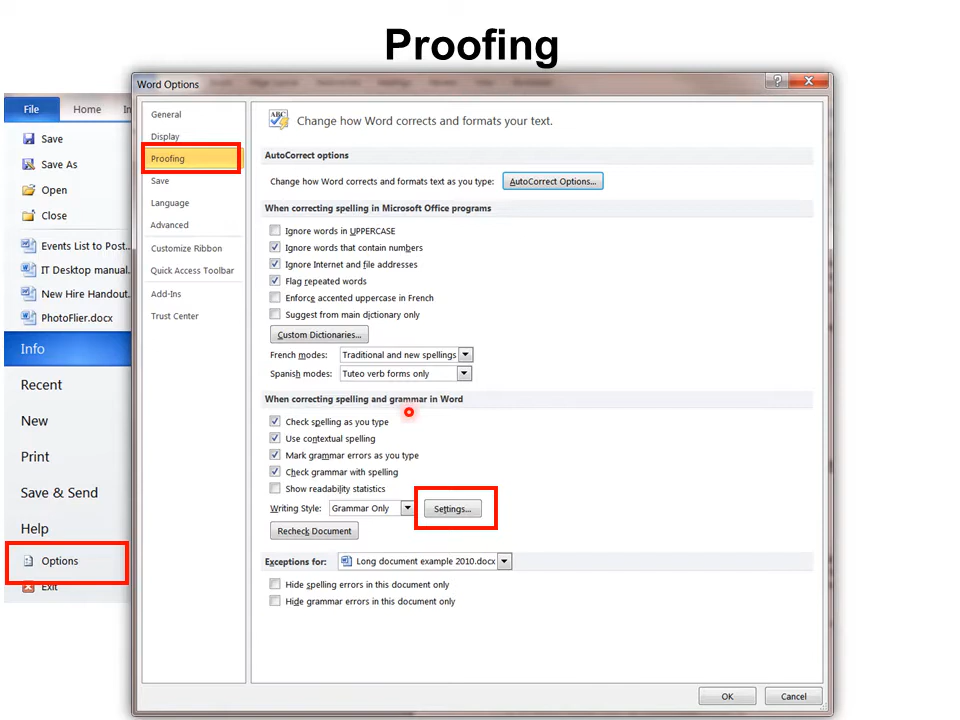 Proofing
Word Options
File Home In
Save
Save As
Open
Close
Events List to Post...
IT Desktop manual.
New Hire Handout.
PhotoFlier.docx
Info
Recent
New
Print
Save & Send
Help
Options
Exit
General
Display
Proofing
Save
Language
Advanced
Customize Ribbon
Quick Access Toolbar
Add-Ins
Trust Center
ABC
Change how Word corrects and formats your text.
AutoCorrect options
Change how Word corrects and formats text as you type: AutoCorrect Options...
When correcting spelling in Microsoft Office programs
Ignore words in UPPERCASE
Ignore words that contain numbers
Ignore Internet and file addresses
Flag repeated words
Enforce accented uppercase in French
Suggest from main dictionary only
Custom Dictionaries...
French modes: Traditional and new spellings
Spanish modes: Tuteo verb forms only
When correcting spelling and grammar in Word
Check spelling as you type
Use contextual spelling
Mark grammar errors as you type
Check grammar with spelling
Show readability statistics
Writing Style: Grammar Only Settings...
Recheck Document
Exceptions for: Long document example 2010.docx
Hide spelling errors in this document only
Hide grammar errors in this document only
OK Cancel